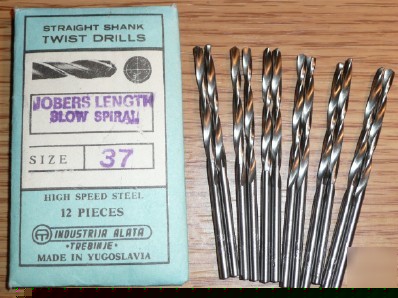 STRAIGHT SHANK
TWIST DRILLS
JOBERS LENGTH
SLOW SPIRAL
SIZE 37
HIGH SPEED STEEL
12 PIECES
INDUSTRIJA ALATA
•TREBINJE•
MADE IN YUGOSLAVIA